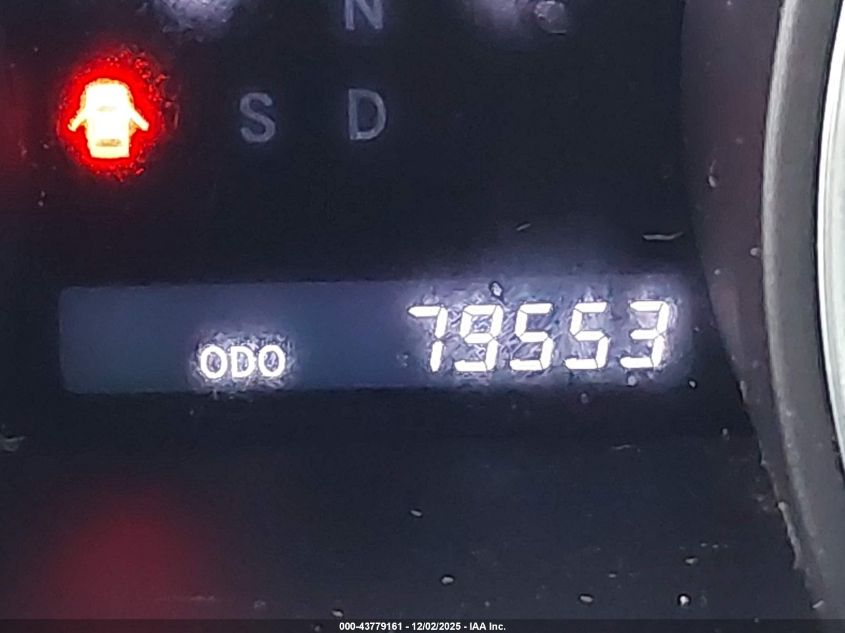 N
S D
ODO 79553
000-43779161 - 12/02/2025 - IAA Inc.